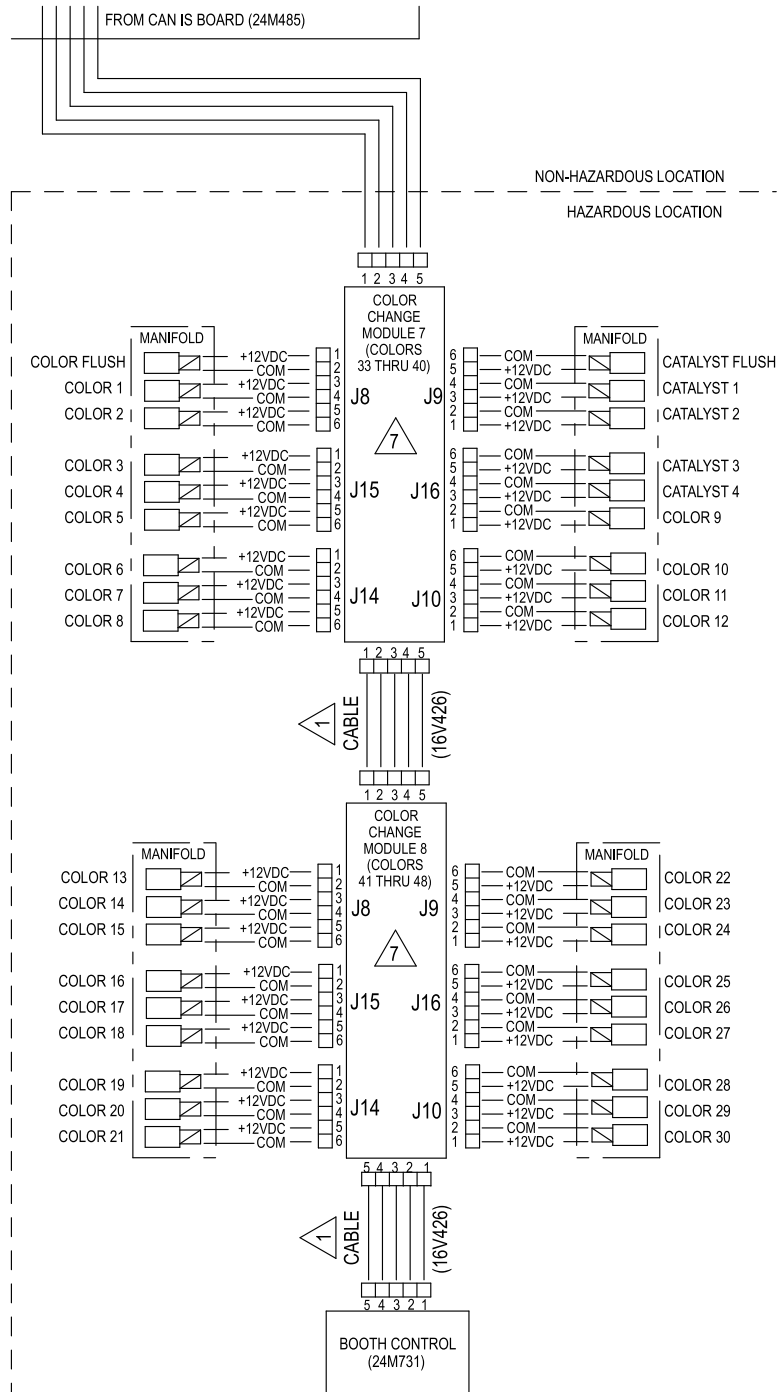 FROM CAN IS BOARD (24M485)
NON-HAZARDOUS LOCATION
HAZARDOUS LOCATION
1 2 3 4 5
COLOR
CHANGE
MODULE 7
(COLORS
33 THRU 40)
MANIFOLD
MANIFOLD
COLOR FLUSH +12VDC 1 6 COM CATALYST FLUSH
COM 2 5 +12VDC
COLOR 1 +12VDC 3 J8 J9 4 COM CATALYST 1
COM 4 3 +12VDC
COLOR 2 +12VDC 5 2 COM CATALYST 2
COM 6 1 +12VDC
7
COLOR 3 +12VDC 1 6 COM CATALYST 3
COM 2 5 +12VDC
COLOR 4 +12VDC 3 J15 J16 4 COM CATALYST 4
COM 4 3 +12VDC
COLOR 5 +12VDC 5 2 COM COLOR 9
COM 6 1 +12VDC
COLOR 6 +12VDC 1 6 COM COLOR 10
COM 2 5 +12VDC
COLOR 7 +12VDC 3 J14 J10 4 COM COLOR 11
COM 4 3 +12VDC
COLOR 8 +12VDC 5 2 COM COLOR 12
COM 6 1 +12VDC
1 2 3 4 5
1 CABLE (16V426)
1 2 3 4 5
COLOR
CHANGE
MODULE 8
(COLORS
41 THRU 48)
MANIFOLD
MANIFOLD
COLOR 13 +12VDC 1 6 COM COLOR 22
COM 2 5 +12VDC
COLOR 14 +12VDC 3 J8 J9 4 COM COLOR 23
COM 4 3 +12VDC
COLOR 15 +12VDC 5 2 COM COLOR 24
COM 6 1 +12VDC
7
COLOR 16 +12VDC 1 6 COM COLOR 25
COM 2 5 +12VDC
COLOR 17 +12VDC 3 J15 J16 4 COM COLOR 26
COM 4 3 +12VDC
COLOR 18 +12VDC 5 2 COM COLOR 27
COM 6 1 +12VDC
COLOR 19 +12VDC 1 6 COM COLOR 28
COM 2 5 +12VDC
COLOR 20 +12VDC 3 J14 J10 4 COM COLOR 29
COM 4 3 +12VDC
COLOR 21 +12VDC 5 2 COM COLOR 30
COM 6 1 +12VDC
5 4 3 2 1
1 CABLE (16V426)
5 4 3 2 1
BOOTH CONTROL
(24M731)